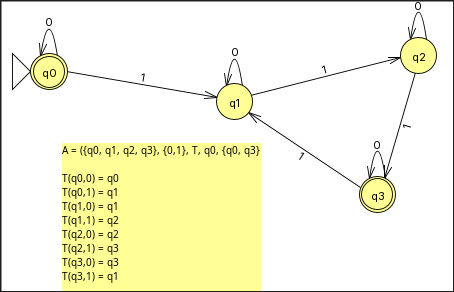 0
0
0
q0
q2
1
1
q1
1
0
1
q3
A = ({q0, q1, q2, q3}, {0,1}, T, q0, {q0, q3}
T(q0,0) = q0
T(q0,1) = q1
T(q1,0) = q1
T(q1,1) = q2
T(q2,0) = q2
T(q2,1) = q3
T(q3,0) = q3
T(q3,1) = q1